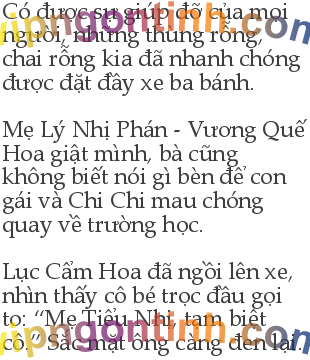 Có được sự giúp đỡ của mọi
người, những thùng rỗng,
chai rỗng kia đã nhanh chóng
được đặt đầy xe ba bánh.
Mẹ Lý Nhị Phán - Vương Quế
Hoa giật mình, bà cũng
không biết nói gì bèn để con
gái và Chi Chi mau chóng
quay về trường học.
Lục Cẩm Hoa đã ngồi lên xe,
nhìn thấy cô bé trọc đầu gọi
to: “Mẹ Tiểu Nhị, tạm biệt
cô.” Sắc mặt ông càng đen lại.
vipngontinh.com
vipngontinh.com